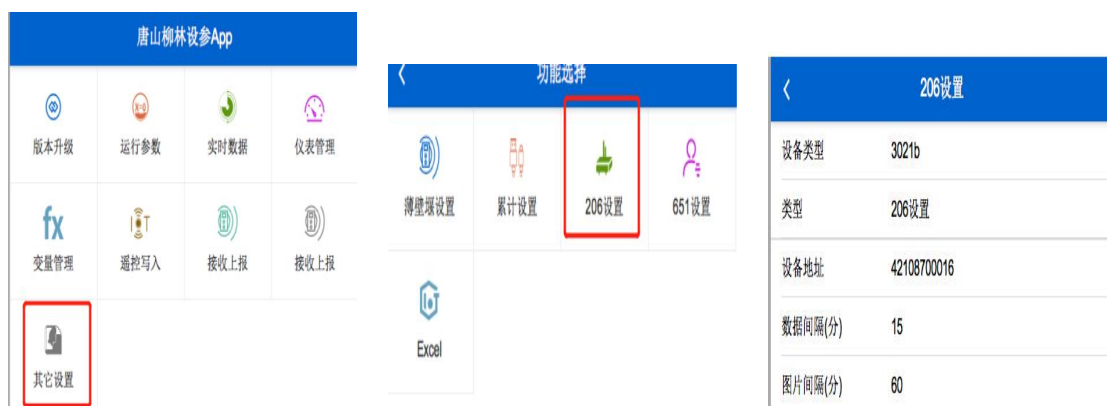 唐山柳林设参App
版本升级
运行参数
实时数据
仪表管理
fx
变量管理
遥控写入
接收上报
接收上报
其它设置
功能选择
薄壁堰设置
累计设置
206设置
651设置
Excel
206设置
设备类型 3021b
类型 206设置
设备地址 42108700016
数据间隔(分) 15
图片间隔(分) 60